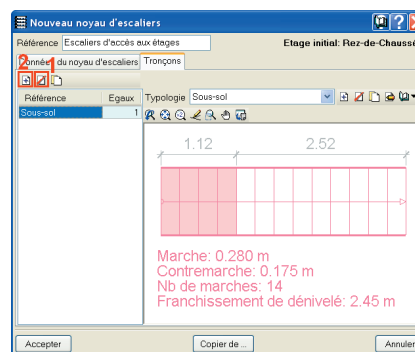 Nouveau noyau d'escaliers
Référence Escaliers d'accès aux étages Etage initial: Rez-de-Chaussé
Données du noyau d'escaliers Tronçons
2 1
Référence Egaux Typologie Sous-sol
Sous-sol 1
1.12 2.52
Marche: 0.280 m
Contremarche: 0.175 m
Nb de marches: 14
Franchissement de dénivelé: 2.45 m
Accepter Copier de ... Annuler